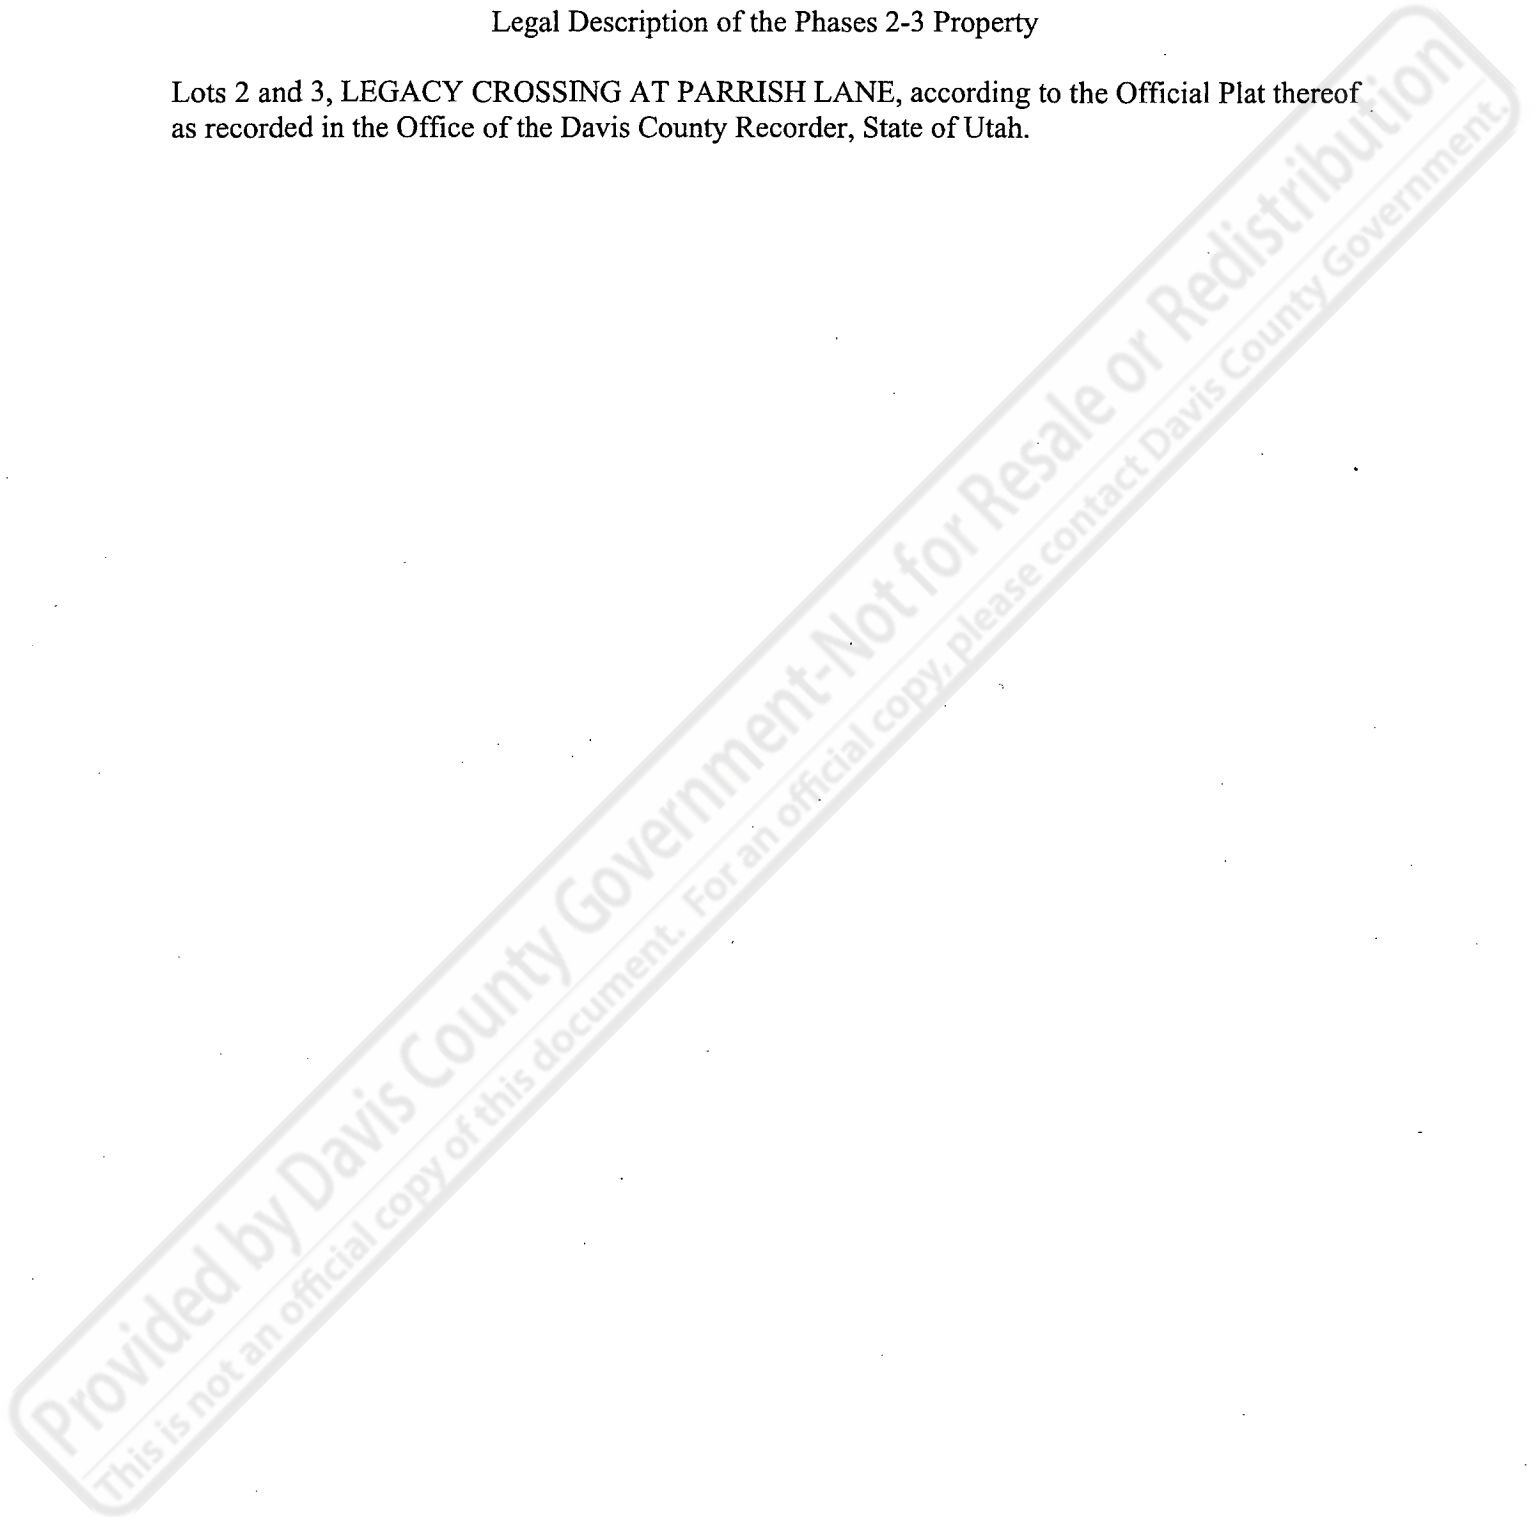 Legal Description of the Phases 2-3 Property
Lots 2 and 3, LEGACY CROSSING AT PARRISH LANE, according to the Official Plat thereof
as recorded in the Office of the Davis County Recorder, State of Utah.
Provided by Davis County Government-Not for Resale or Redistribution
This is not an official copy of this document. For an official copy, please contact Davis County Government.